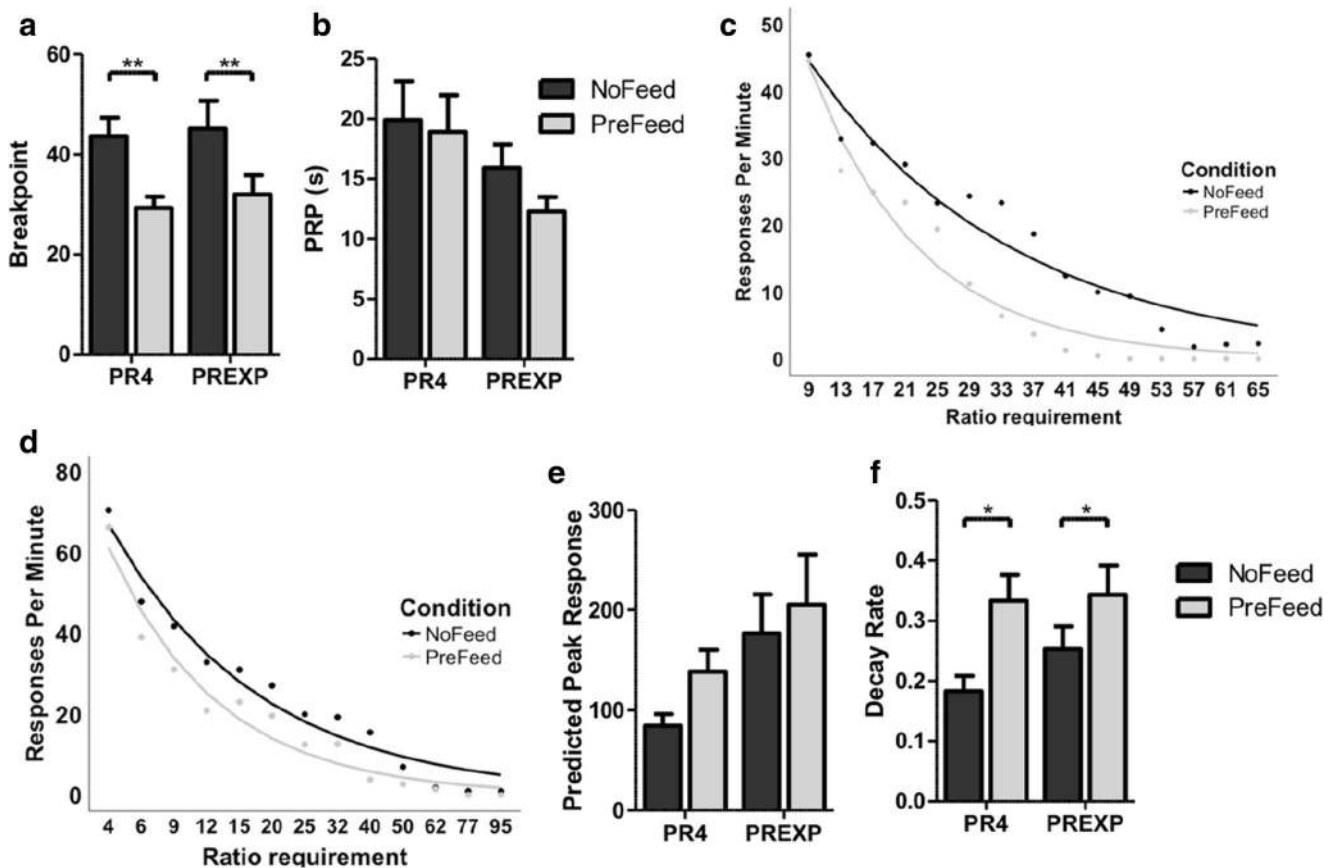 a
60
40
20
0
Breakpoint
**
**
PR4 PREXP
b
25
20
15
10
5
0
PRP (s)
NoFeed
PreFeed
PR4 PREXP
c
50
40
30
20
10
0
Responses Per Minute
Condition
NoFeed
PreFeed
9 13 17 21 25 29 33 37 41 45 49 53 57 61 65
Ratio requirement
d
80
60
40
20
0
Responses Per Minute
Condition
NoFeed
PreFeed
4 6 9 12 15 20 25 32 40 50 62 77 95
Ratio requirement
e
300
200
100
0
Predicted Peak Response
PR4 PREXP
f
0.5
0.4
0.3
0.2
0.1
0.0
Decay Rate
*
*
NoFeed
PreFeed
PR4 PREXP